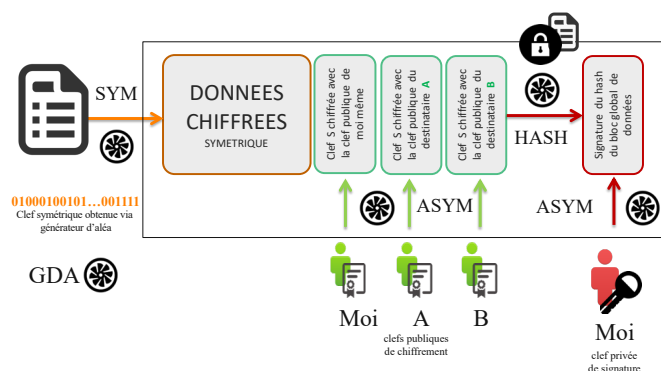 SYM
DONNEES
CHIFFREES
SYMETRIQUE
Clef S chiffrée avec
la clef publique de
moi même
Clef S chiffrée avec
la clef publique du
destinataire A
Clef S chiffrée avec
la clef publique du
destinataire B
HASH
Signature du hash
du bloc global de
données
01000100101…001111
Clef symétrique obtenue via
générateur d'aléa
ASYM
ASYM
GDA
Moi
A
B
clefs publiques
de chiffrement
Moi
clef privée
de signature